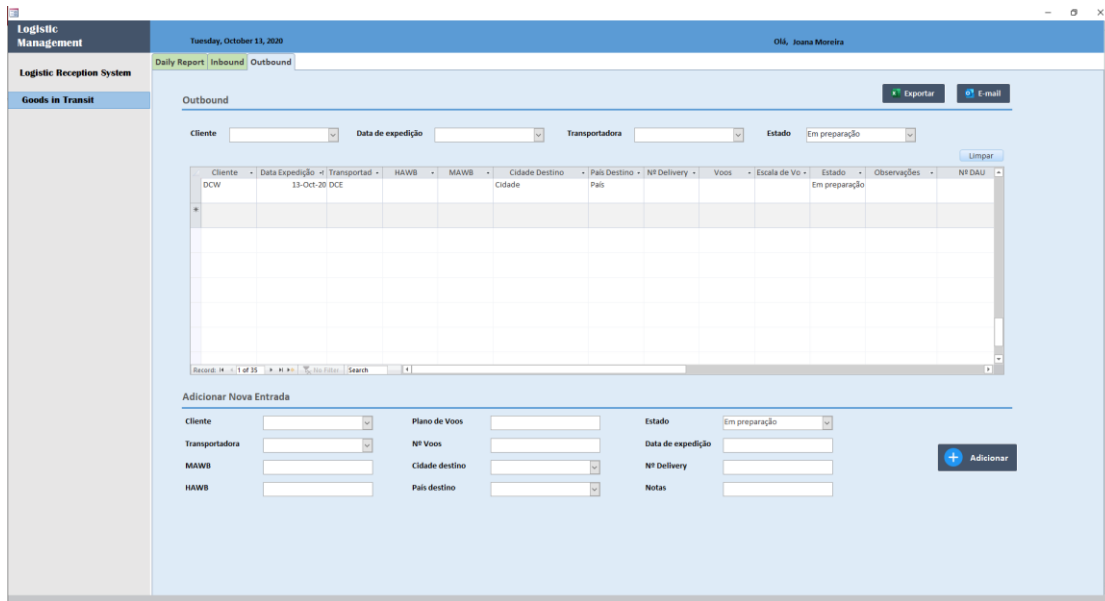 Logistic
Management
Tuesday, October 13, 2020
Olá, Joana Moreira
Logistic Reception System
Goods in Transit
Daily Report Inbound Outbound
Outbound
Exportar E-mail
Cliente Data de expedição Transportadora Estado Em preparação
Limpar
Cliente Data Expedição Transportad HAWB MAWB Cidade Destino País Destino Nº Delivery Voos Escala de Vo Estado Observações Nº DAU
DCW 13-Oct-20 DCE Cidade País Em preparação
Record: 1 of 35 No Filter Search
Adicionar Nova Entrada
Cliente Plano de Voos Estado Em preparação
Transportadora Nº Voos Data de expedição
MAWB Cidade destino Nº Delivery
HAWB País destino Notas
Adicionar